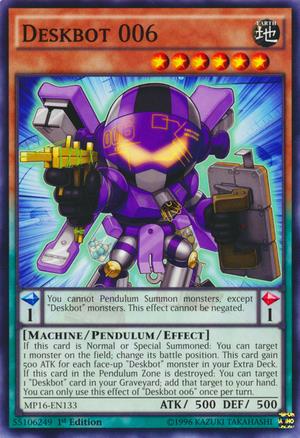 DESKBOT 006
EARTH
地
006
1
You cannot Pendulum Summon monsters, except
"Deskbot" monsters. This effect cannot be negated.
1
[MACHINE/PENDULUM/EFFECT]
If this card is Normal or Special Summoned: You can target
1 monster on the field; change its battle position. This card gains
500 ATK for each face-up "Deskbot" monster in your Extra Deck.
If this card in the Pendulum Zone is destroyed: You can target
1 "Deskbot" card in your Graveyard; add that target to your hand.
You can only use this effect of "Deskbot 006" once per turn.
MP16-EN133
ATK/ 500 DEF/ 500
55106249
1st Edition
©1996 KAZUKI TAKAHASHI